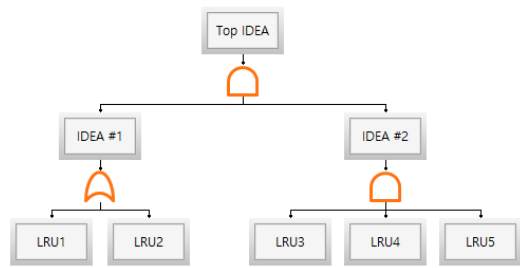 Top IDEA
IDEA #1
IDEA #2
LRU1
LRU2
LRU3
LRU4
LRU5